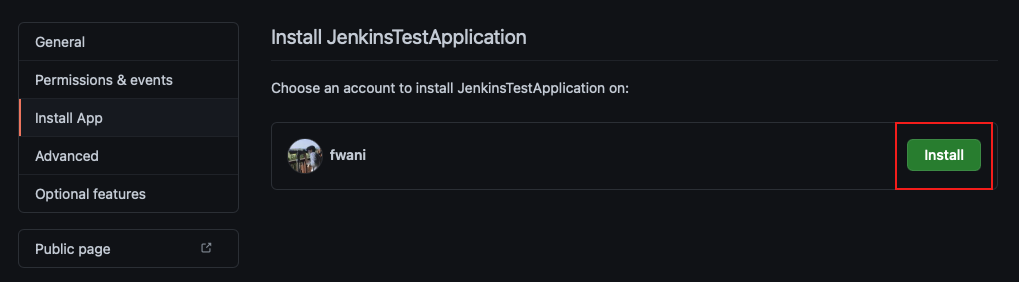 General
Permissions & events
Install App
Advanced
Optional features
Public page
Install JenkinsTestApplication
Choose an account to install JenkinsTestApplication on:
fwani
Install